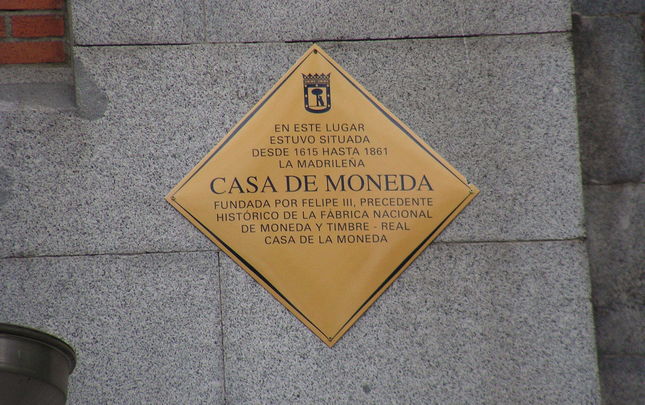 EN ESTE LUGAR
ESTUVO SITUADA
DESDE 1615 HASTA 1861
LA MADRILEÑA
CASA DE MONEDA
FUNDADA POR FELIPE III, PRECEDENTE
HISTÓRICO DE LA FÁBRICA NACIONAL
DE MONEDA Y TIMBRE - REAL
CASA DE LA MONEDA